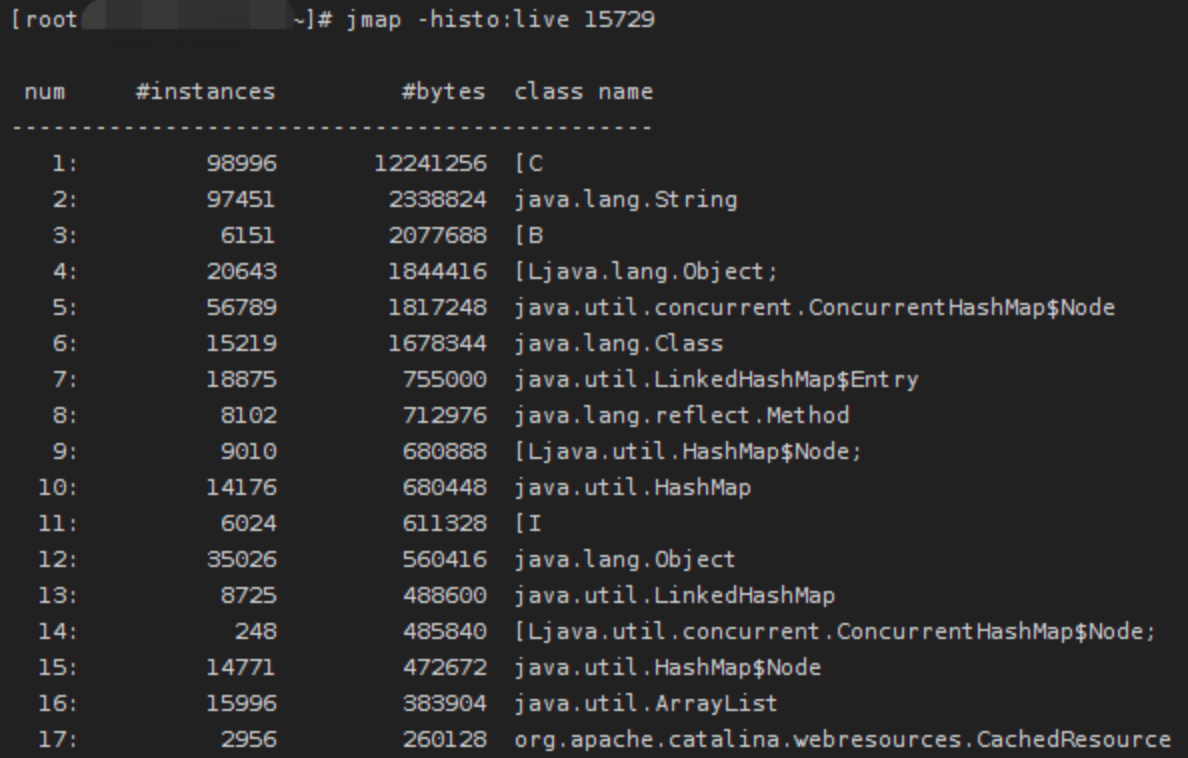 [root ~]# jmap -histo:live 15729
num #instances #bytes class name
----------------------------------------------
1: 98996 12241256 [C
2: 97451 2338824 java.lang.String
3: 6151 2077688 [B
4: 20643 1844416 [Ljava.lang.Object;
5: 56789 1817248 java.util.concurrent.ConcurrentHashMap$Node
6: 15219 1678344 java.lang.Class
7: 18875 755000 java.util.LinkedHashMap$Entry
8: 8102 712976 java.lang.reflect.Method
9: 9010 680888 [Ljava.util.HashMap$Node;
10: 14176 680448 java.util.HashMap
11: 6024 611328 [I
12: 35026 560416 java.lang.Object
13: 8725 488600 java.util.LinkedHashMap
14: 248 485840 [Ljava.util.concurrent.ConcurrentHashMap$Node;
15: 14771 472672 java.util.HashMap$Node
16: 15996 383904 java.util.ArrayList
17: 2956 260128 org.apache.catalina.webresources.CachedResource